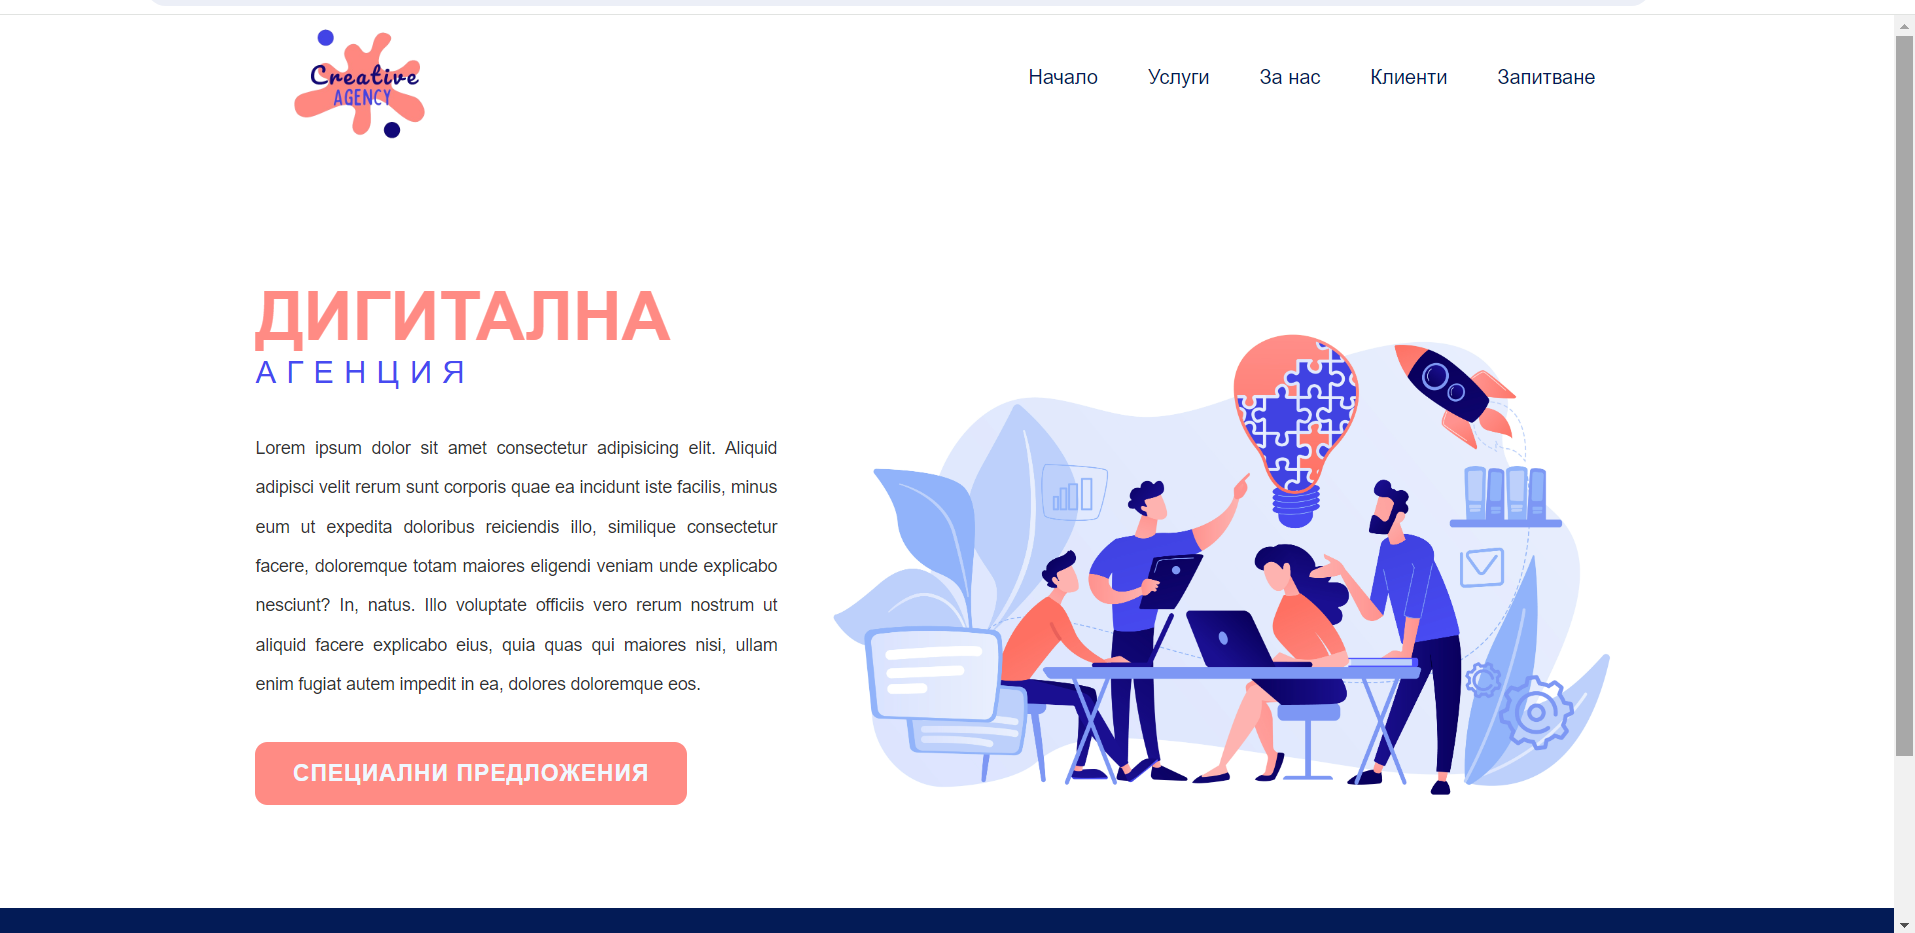 Creative
AGENCY
Начало
Услуги
За нас
Клиенти
Запитване
ДИГИТАЛНА
АГЕНЦИЯ
Lorem ipsum dolor sit amet consectetur adipisicing elit. Aliquid
adipisci velit rerum sunt corporis quae ea incidunt iste facilis, minus
eum ut expedita doloribus reiciendis illo, similique consectetur
facere, doloremque totam maiores eligendi veniam unde explicabo
nesciunt? In, natus. Illo voluptate officiis vero rerum nostrum ut
aliquid facere explicabo eius, quia quas qui maiores nisi, ullam
enim fugiat autem impedit in ea, dolores doloremque eos.
СПЕЦИАЛНИ ПРЕДЛОЖЕНИЯ